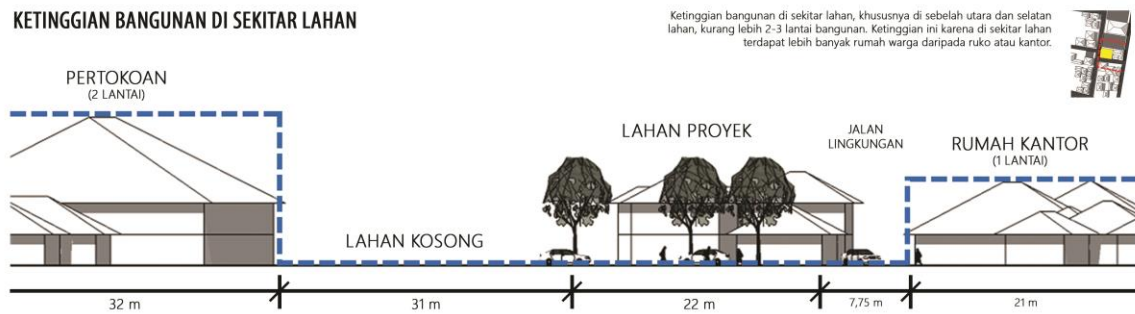 KETINGGIAN BANGUNAN DI SEKITAR LAHAN
Ketinggian bangunan di sekitar lahan, khususnya di sebelah utara dan selatan
lahan, kurang lebih 2-3 lantai bangunan. Ketinggian ini karena di sekitar lahan
terdapat lebih banyak rumah warga daripada ruko atau kantor.
PERTOKOAN
(2 LANTAI)
LAHAN KOSONG
LAHAN PROYEK
JALAN
LINGKUNGAN
RUMAH KANTOR
(1 LANTAI)
32 m
31 m
22 m
7,75 m
21 m